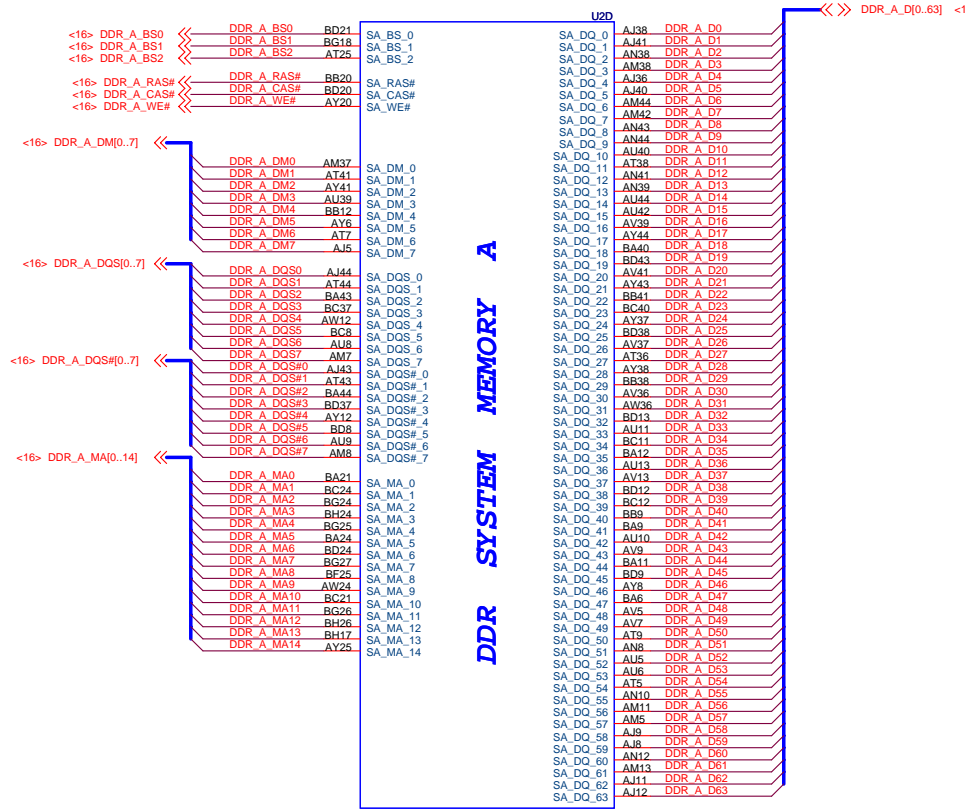 U2D
DDR_A_D[0..63] <1
<16> DDR_A_BS0 DDR_A_BS0 BD21 SA_BS_0
<16> DDR_A_BS1 DDR_A_BS1 BG18 SA_BS_1
<16> DDR_A_BS2 DDR_A_BS2 AT25 SA_BS_2
<16> DDR_A_RAS# DDR_A_RAS# BB20 SA_RAS#
<16> DDR_A_CAS# DDR_A_CAS# BD20 SA_CAS#
<16> DDR_A_WE# DDR_A_WE# AY20 SA_WE#
<16> DDR_A_DM[0..7]
DDR_A_DM0 AM37 SA_DM_0
DDR_A_DM1 AT41 SA_DM_1
DDR_A_DM2 AY41 SA_DM_2
DDR_A_DM3 AU39 SA_DM_3
DDR_A_DM4 BB12 SA_DM_4
DDR_A_DM5 AY6 SA_DM_5
DDR_A_DM6 AT7 SA_DM_6
DDR_A_DM7 AJ5 SA_DM_7
<16> DDR_A_DQS[0..7]
DDR_A_DQS0 AJ44 SA_DQS_0
DDR_A_DQS1 AT44 SA_DQS_1
DDR_A_DQS2 BA43 SA_DQS_2
DDR_A_DQS3 BC37 SA_DQS_3
DDR_A_DQS4 AW12 SA_DQS_4
DDR_A_DQS5 BC8 SA_DQS_5
DDR_A_DQS6 AU8 SA_DQS_6
DDR_A_DQS7 AM7 SA_DQS_7
<16> DDR_A_DQS#[0..7]
DDR_A_DQS#0 AJ43 SA_DQS#_0
DDR_A_DQS#1 AT43 SA_DQS#_1
DDR_A_DQS#2 BA44 SA_DQS#_2
DDR_A_DQS#3 BD37 SA_DQS#_3
DDR_A_DQS#4 AY12 SA_DQS#_4
DDR_A_DQS#5 BD8 SA_DQS#_5
DDR_A_DQS#6 AU9 SA_DQS#_6
DDR_A_DQS#7 AM8 SA_DQS#_7
<16> DDR_A_MA[0..14]
DDR_A_MA0 BA21 SA_MA_0
DDR_A_MA1 BC24 SA_MA_1
DDR_A_MA2 BG24 SA_MA_2
DDR_A_MA3 BH24 SA_MA_3
DDR_A_MA4 BG25 SA_MA_4
DDR_A_MA5 BA24 SA_MA_5
DDR_A_MA6 BD24 SA_MA_6
DDR_A_MA7 BG27 SA_MA_7
DDR_A_MA8 BF25 SA_MA_8
DDR_A_MA9 AW24 SA_MA_9
DDR_A_MA10 BC21 SA_MA_10
DDR_A_MA11 BG26 SA_MA_11
DDR_A_MA12 BH26 SA_MA_12
DDR_A_MA13 BH17 SA_MA_13
DDR_A_MA14 AY25 SA_MA_14
DDR SYSTEM MEMORY A
SA_DQ_0 AJ38 DDR_A_D0
SA_DQ_1 AJ41 DDR_A_D1
SA_DQ_2 AN38 DDR_A_D2
SA_DQ_3 AM38 DDR_A_D3
SA_DQ_4 AJ36 DDR_A_D4
SA_DQ_5 AJ40 DDR_A_D5
SA_DQ_6 AM44 DDR_A_D6
SA_DQ_7 AM42 DDR_A_D7
SA_DQ_8 AN43 DDR_A_D8
SA_DQ_9 AN44 DDR_A_D9
SA_DQ_10 AU40 DDR_A_D10
SA_DQ_11 AT38 DDR_A_D11
SA_DQ_12 AN41 DDR_A_D12
SA_DQ_13 AN39 DDR_A_D13
SA_DQ_14 AU44 DDR_A_D14
SA_DQ_15 AU42 DDR_A_D15
SA_DQ_16 AV39 DDR_A_D16
SA_DQ_17 AY44 DDR_A_D17
SA_DQ_18 BA40 DDR_A_D18
SA_DQ_19 BD43 DDR_A_D19
SA_DQ_20 AV41 DDR_A_D20
SA_DQ_21 AY43 DDR_A_D21
SA_DQ_22 BB41 DDR_A_D22
SA_DQ_23 BC40 DDR_A_D23
SA_DQ_24 AY37 DDR_A_D24
SA_DQ_25 BD38 DDR_A_D25
SA_DQ_26 AV37 DDR_A_D26
SA_DQ_27 AT36 DDR_A_D27
SA_DQ_28 AY38 DDR_A_D28
SA_DQ_29 BB38 DDR_A_D29
SA_DQ_30 AV36 DDR_A_D30
SA_DQ_31 AW36 DDR_A_D31
SA_DQ_32 BD13 DDR_A_D32
SA_DQ_33 AU11 DDR_A_D33
SA_DQ_34 BC11 DDR_A_D34
SA_DQ_35 BA12 DDR_A_D35
SA_DQ_36 AU13 DDR_A_D36
SA_DQ_37 AV13 DDR_A_D37
SA_DQ_38 BD12 DDR_A_D38
SA_DQ_39 BC12 DDR_A_D39
SA_DQ_40 BB9 DDR_A_D40
SA_DQ_41 BA9 DDR_A_D41
SA_DQ_42 AU10 DDR_A_D42
SA_DQ_43 AV9 DDR_A_D43
SA_DQ_44 BA11 DDR_A_D44
SA_DQ_45 BD9 DDR_A_D45
SA_DQ_46 AY8 DDR_A_D46
SA_DQ_47 BA6 DDR_A_D47
SA_DQ_48 AV5 DDR_A_D48
SA_DQ_49 AV7 DDR_A_D49
SA_DQ_50 AT9 DDR_A_D50
SA_DQ_51 AN8 DDR_A_D51
SA_DQ_52 AU5 DDR_A_D52
SA_DQ_53 AU6 DDR_A_D53
SA_DQ_54 AT5 DDR_A_D54
SA_DQ_55 AN10 DDR_A_D55
SA_DQ_56 AM11 DDR_A_D56
SA_DQ_57 AM5 DDR_A_D57
SA_DQ_58 AJ9 DDR_A_D58
SA_DQ_59 AJ8 DDR_A_D59
SA_DQ_60 AN12 DDR_A_D60
SA_DQ_61 AM13 DDR_A_D61
SA_DQ_62 AJ11 DDR_A_D62
SA_DQ_63 AJ12 DDR_A_D63